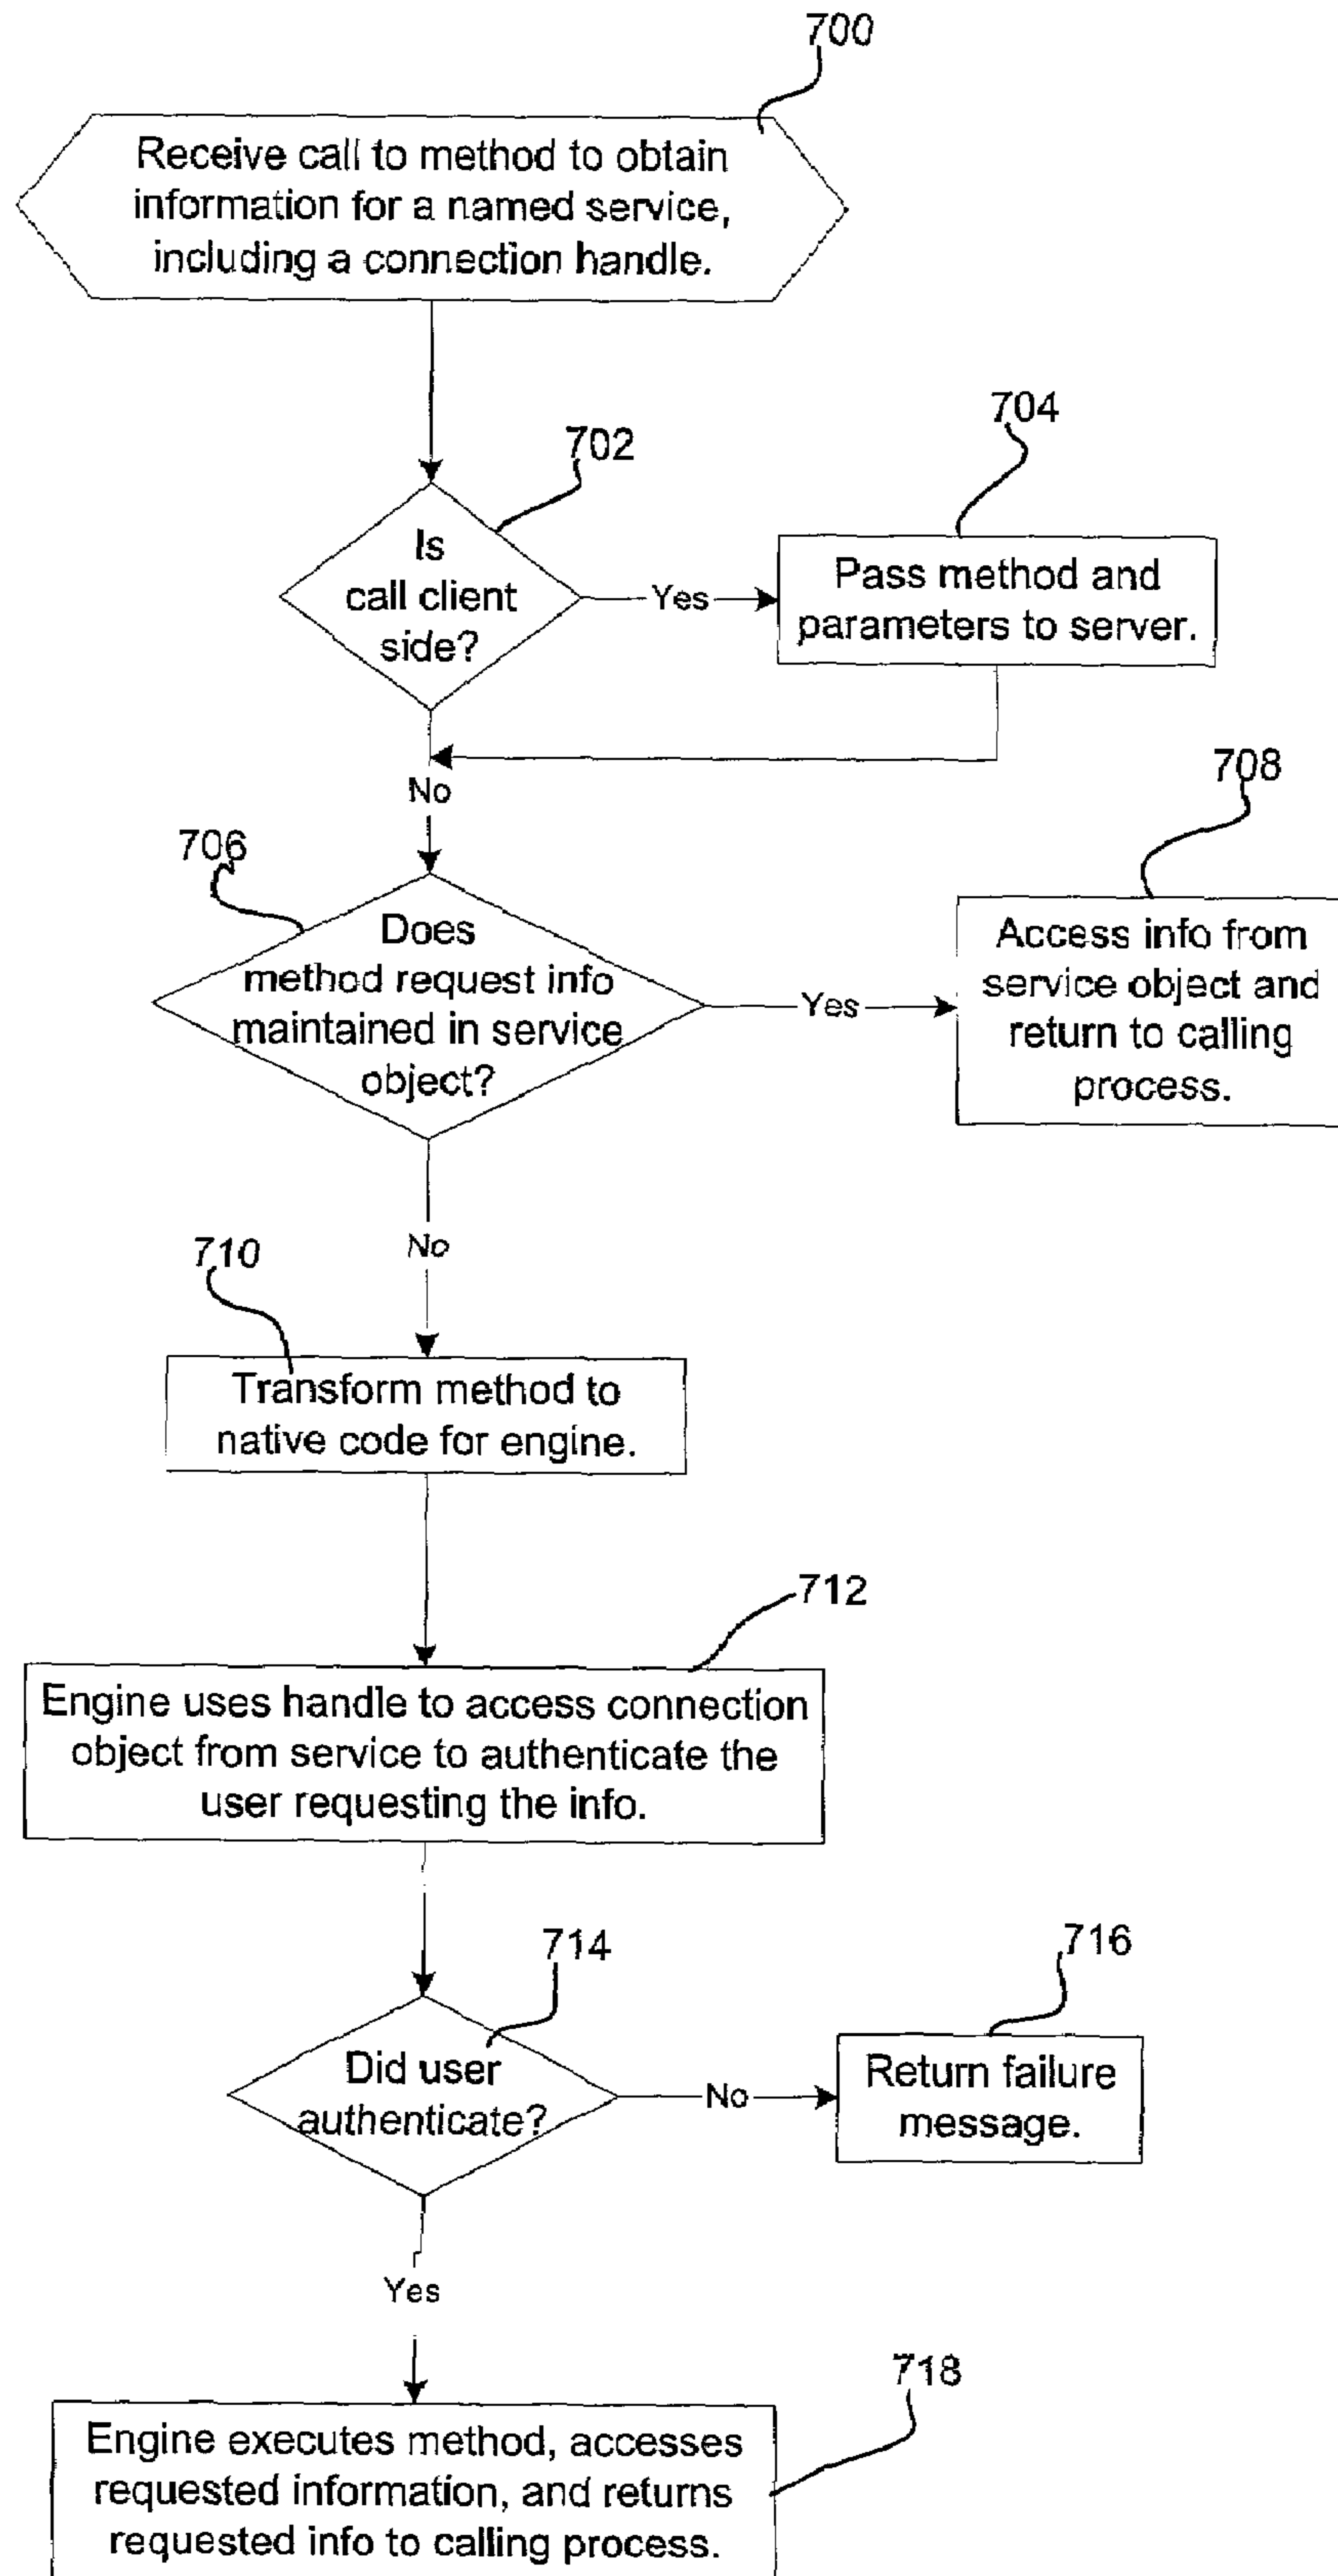 700
Receive call to method to obtain
information for a named service,
including a connection handle.
702
704
Is
call client
side?
Yes
Pass method and
parameters to server.
No
708
706
Does
method request info
maintained in service
object?
Yes
Access info from
service object and
return to calling
process.
No
710
Transform method to
native code for engine.
712
Engine uses handle to access connection
object from service to authenticate the
user requesting the info.
714
716
Did user
authenticate?
No
Return failure
message.
Yes
718
Engine executes method, accesses
requested information, and returns
requested info to calling process.